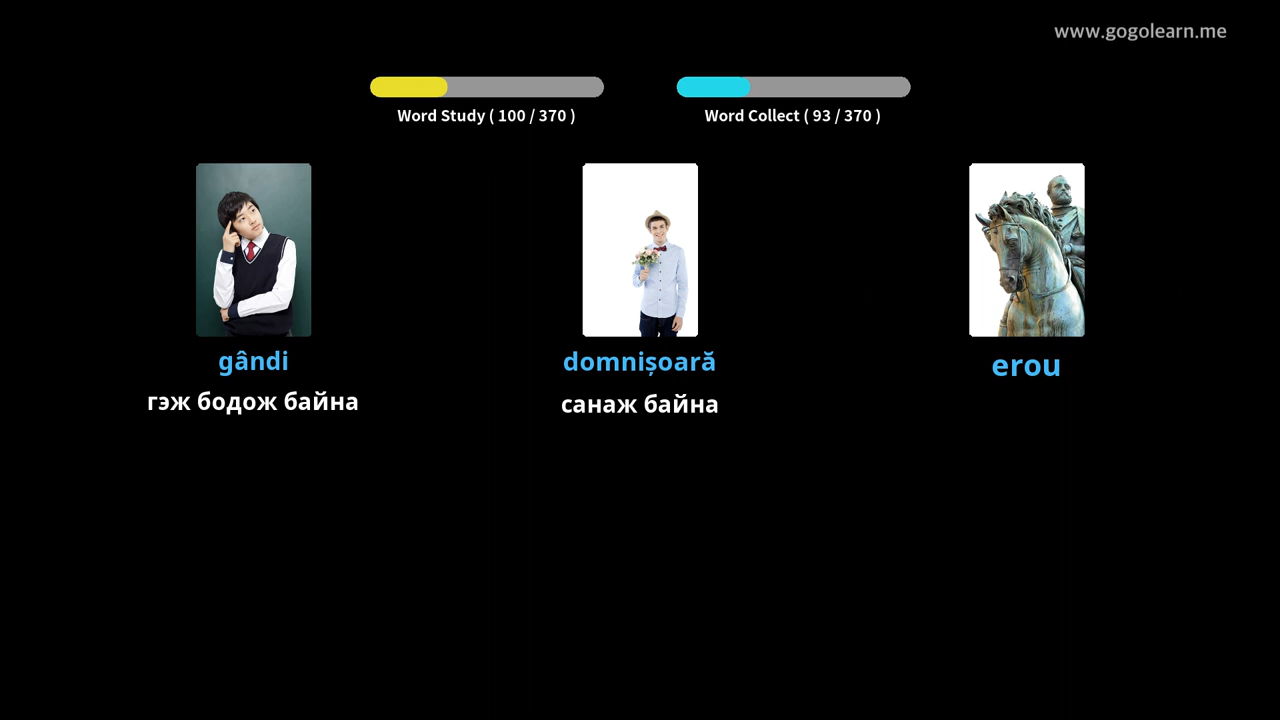 www.gogolearn.me
Word Study ( 100 / 370 )
Word Collect ( 93 / 370 )
gândi
domnișoară
erou
гэж бодож байна
санаж байна